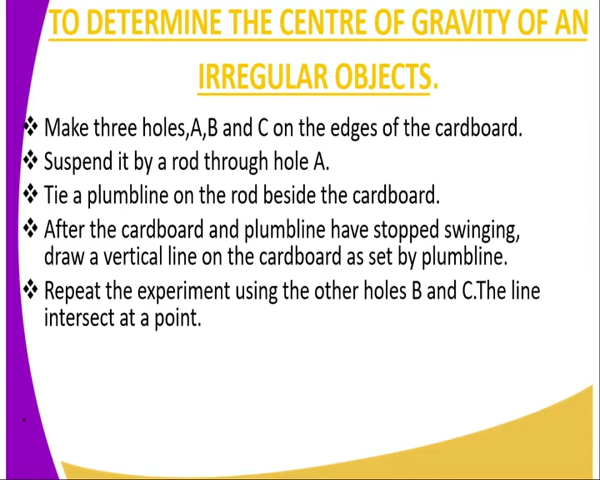 TO DETERMINE THE CENTRE OF GRAVITY OF AN
IRREGULAR OBJECTS.
❖ Make three holes,A,B and C on the edges of the cardboard.
❖ Suspend it by a rod through hole A.
❖ Tie a plumbline on the rod beside the cardboard.
❖ After the cardboard and plumbline have stopped swinging,
draw a vertical line on the cardboard as set by plumbline.
❖ Repeat the experiment using the other holes B and C.The line
intersect at a point.